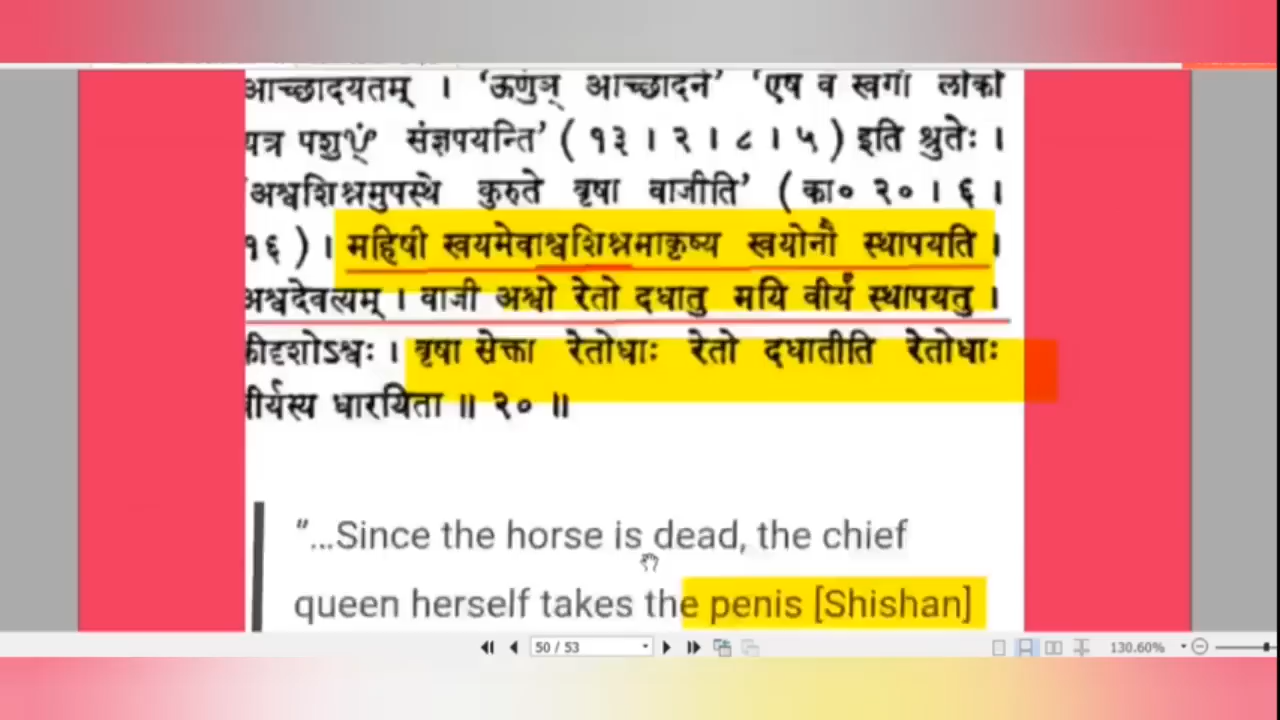 आच्छादयतम् । 'ऊर्णुञ् आच्छादने' 'एष व स्वर्गो लोको
यत्र पशुᳪ संज्ञपयन्ति' ( १३ । २ । ८ । ५ ) इति श्रुतेः ।
'अश्वशिश्नमुपस्थे कुरुते वृषा वाजीति' ( का० २० । ६ ।
१६ ) । महिषी स्वयमेवाश्वशिश्नमाकृष्य स्वयोनौ स्थापयति ।
अश्वदेवत्यम् । वाजी अश्वो रेतो दधातु मयि वीर्यं स्थापयतु ।
कीदृशोऽश्वः । वृषा सेक्ता रेतोधाः रेतो दधातीति रेतोधाः
वीर्यस्य धारयिता ॥ २० ॥
“…Since the horse is dead, the chief
queen herself takes the penis [Shishan]
50 / 53
130.60%